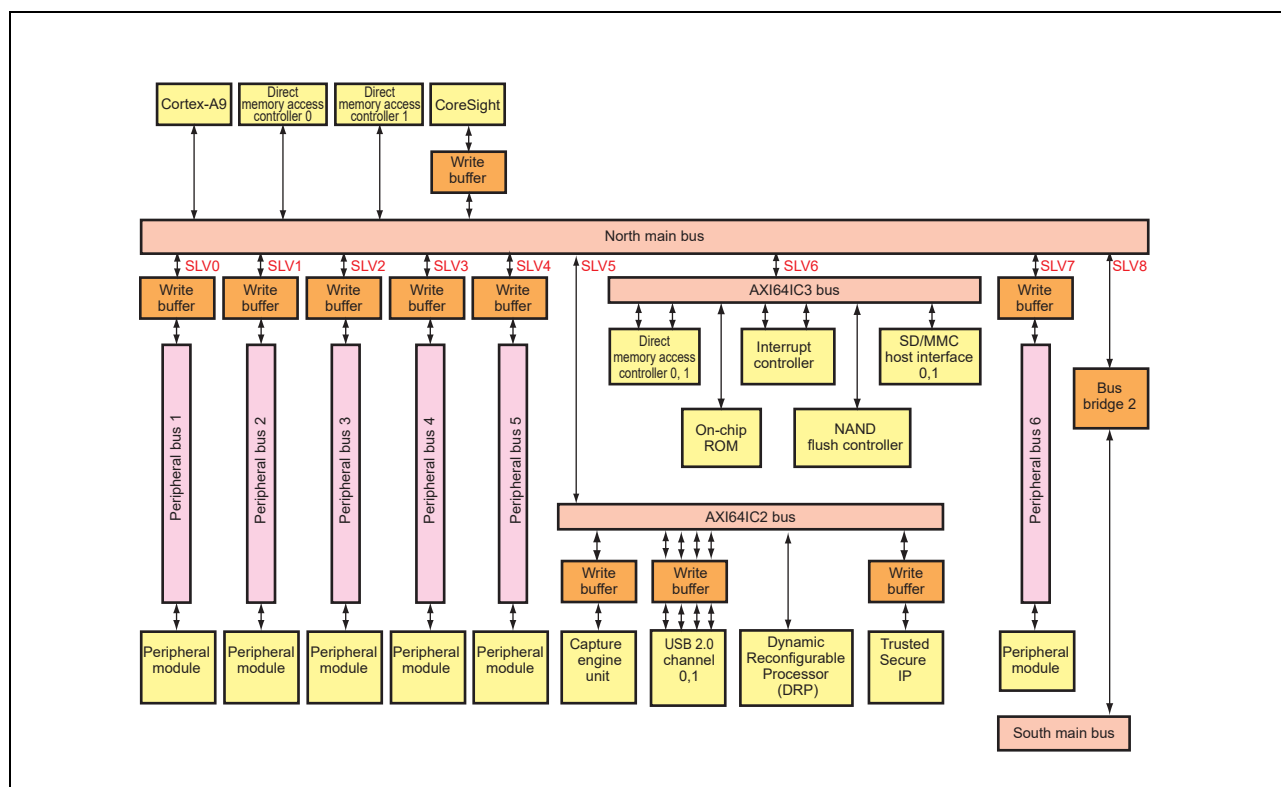 Cortex-A9
Direct
memory access
controller 0
Direct
memory access
controller 1
CoreSight
Write
buffer
North main bus
SLV0
SLV1
SLV2
SLV3
SLV4
SLV5
SLV6
SLV7
SLV8
Write
buffer
Write
buffer
Write
buffer
Write
buffer
Write
buffer
AXI64IC3 bus
Write
buffer
Direct
memory access
controller 0, 1
Interrupt
controller
SD/MMC
host interface
0,1
Bus
bridge 2
On-chip
ROM
NAND
flush controller
Peripheral bus 1
Peripheral bus 2
Peripheral bus 3
Peripheral bus 4
Peripheral bus 5
Peripheral bus 6
AXI64IC2 bus
Write
buffer
Write
buffer
Write
buffer
Peripheral
module
Peripheral
module
Peripheral
module
Peripheral
module
Peripheral
module
Capture
engine
unit
USB 2.0
channel
0,1
Dynamic
Reconfigurable
Processor
(DRP)
Trusted
Secure
IP
Peripheral
module
South main bus